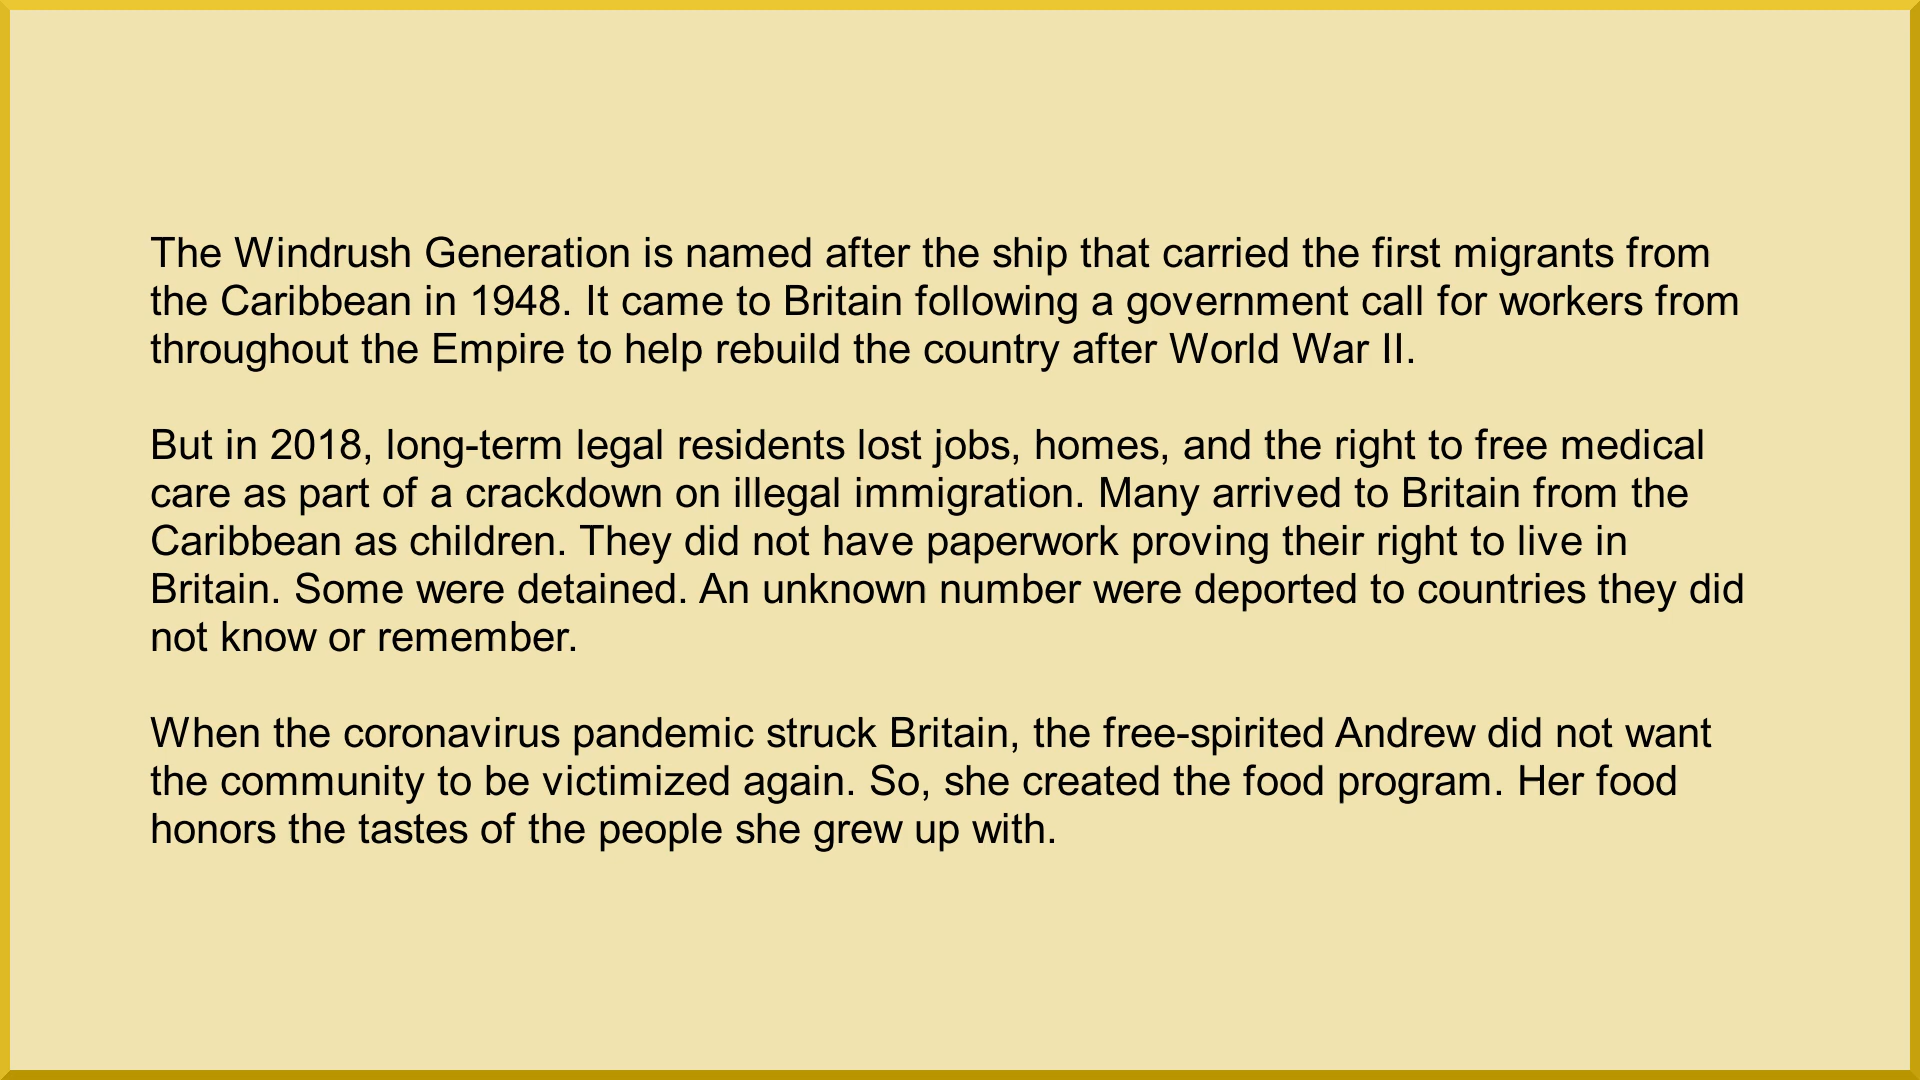 The Windrush Generation is named after the ship that carried the first migrants from
the Caribbean in 1948. It came to Britain following a government call for workers from
throughout the Empire to help rebuild the country after World War II.
But in 2018, long-term legal residents lost jobs, homes, and the right to free medical
care as part of a crackdown on illegal immigration. Many arrived to Britain from the
Caribbean as children. They did not have paperwork proving their right to live in
Britain. Some were detained. An unknown number were deported to countries they did
not know or remember.
When the coronavirus pandemic struck Britain, the free-spirited Andrew did not want
the community to be victimized again. So, she created the food program. Her food
honors the tastes of the people she grew up with.